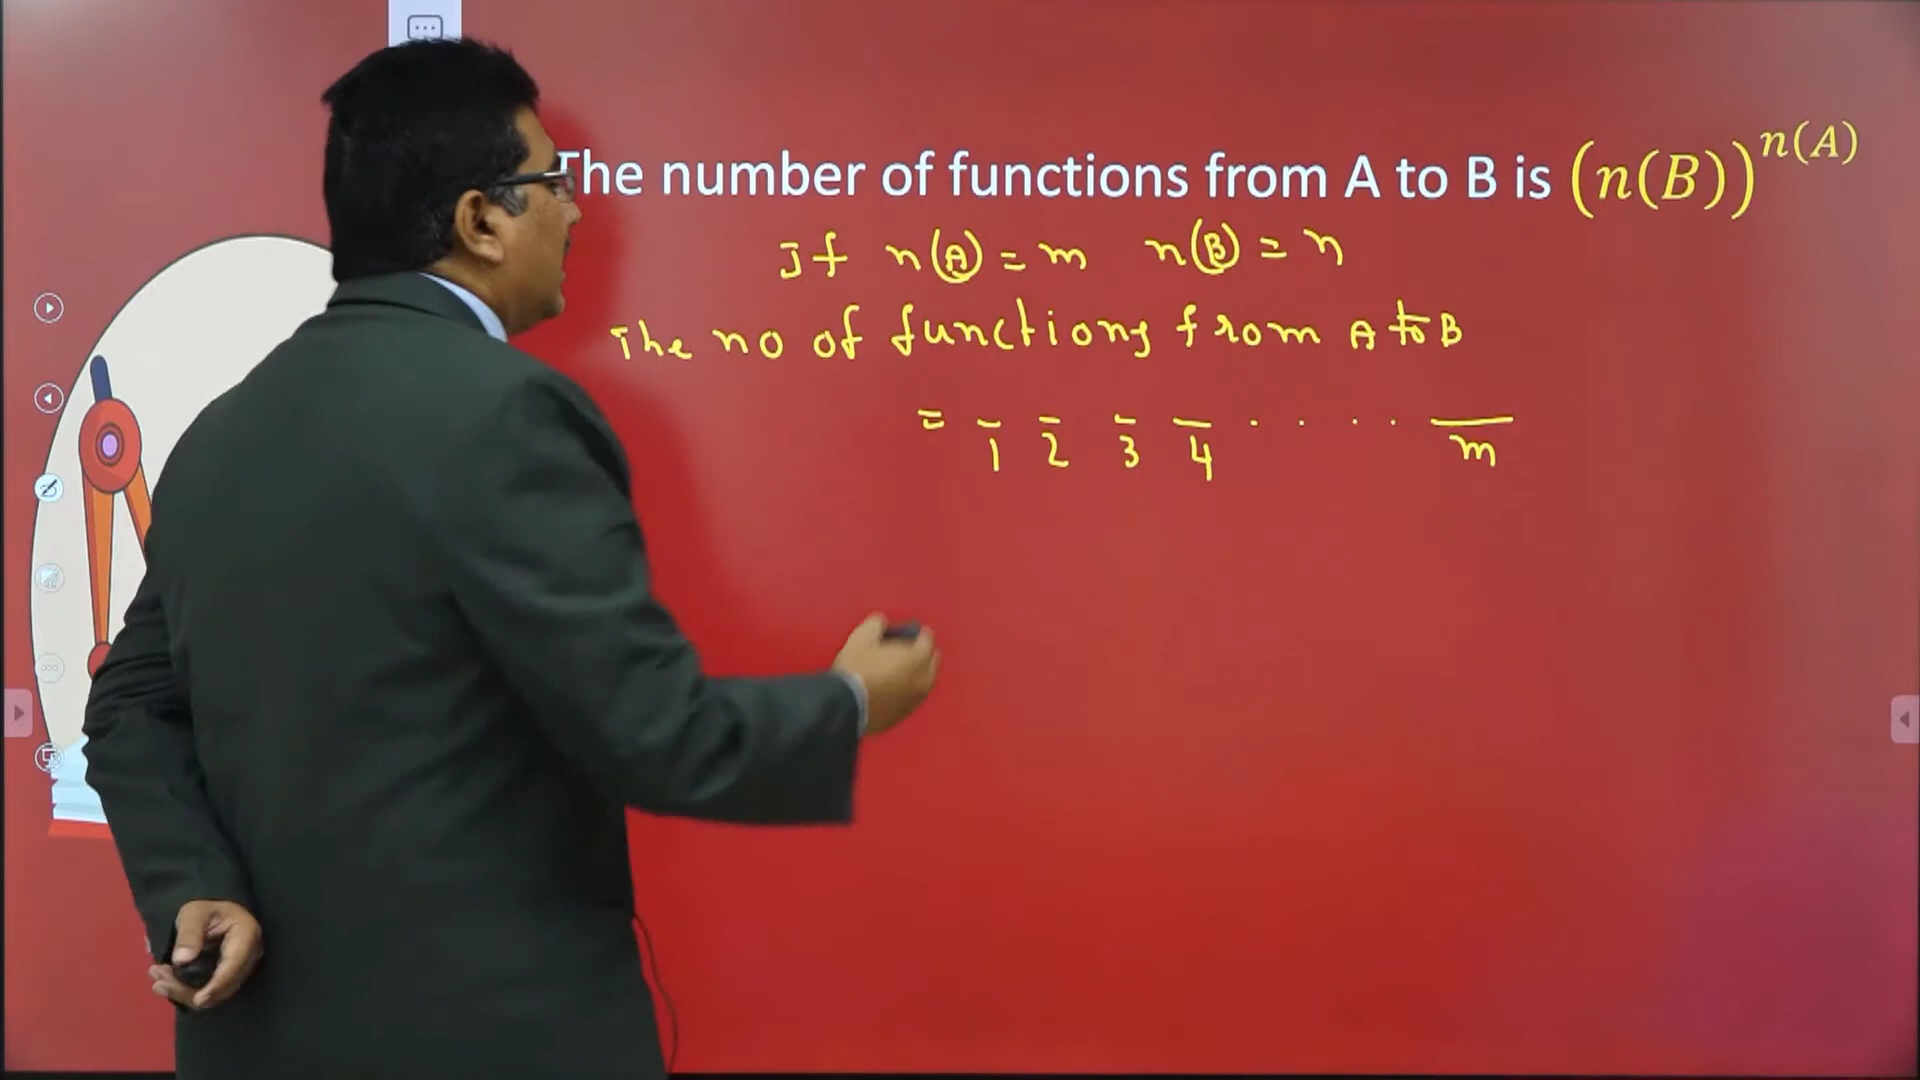 The number of functions from A to B is (n(B))^n(A)
If n(A) = m n(B) = n
The no of functions from A to B
= _ _ _ _ . . . . _
1 2 3 4 m